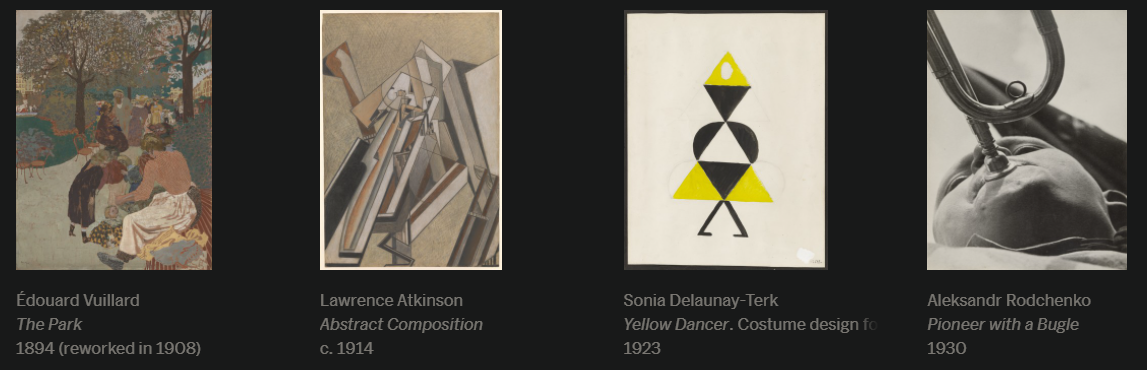 Édouard Vuillard
The Park
1894 (reworked in 1908)
Lawrence Atkinson
Abstract Composition
c. 1914
Sonia Delaunay-Terk
Yellow Dancer. Costume design
1923
Aleksandr Rodchenko
Pioneer with a Bugle
1930